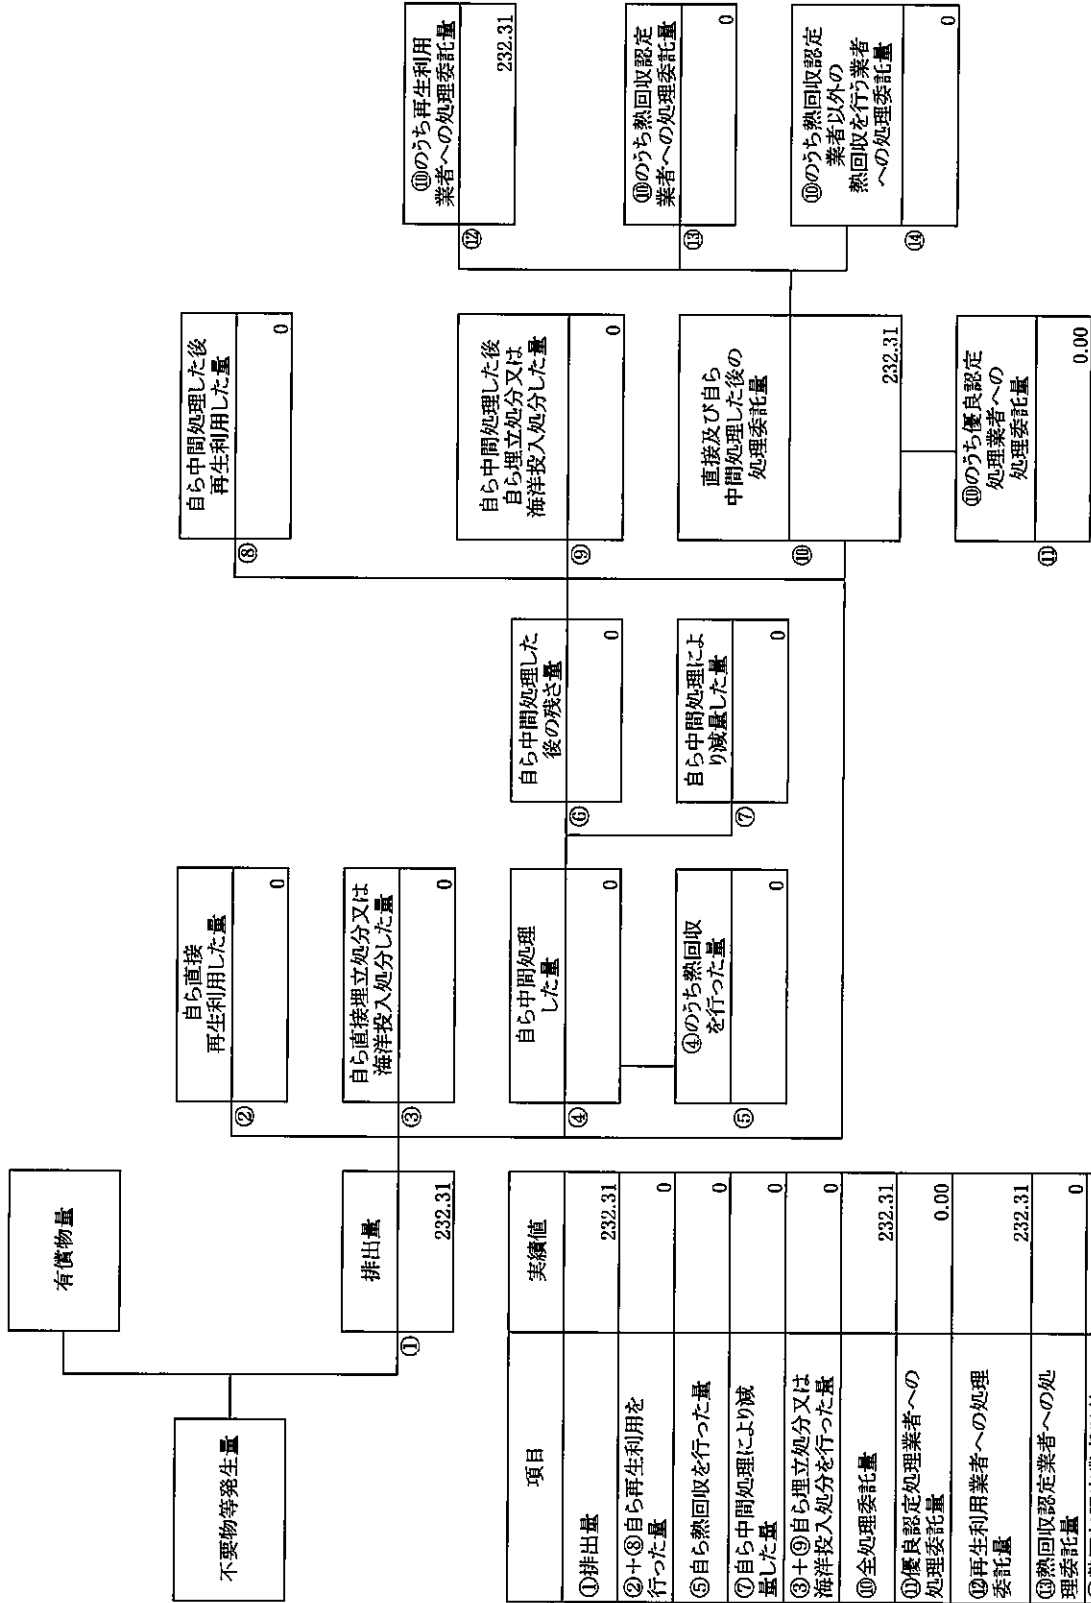 不要物等発生量
有償物量
排出量
①
232.31
自ら直接
再生利用した量
②
0
自ら直接埋立処分又は
海洋投入処分した量
③
0
自ら中間処理
した量
④
0
④のうち熱回収
を行った量
⑤
0
自ら中間処理した
後の残さ量
⑥
0
自ら中間処理によ
り減量した量
⑦
0
自ら中間処理した後
再生利用した量
⑧
0
自ら中間処理した後
自ら埋立処分又は
海洋投入処分した量
⑨
0
直接及び自ら
中間処理した後の
処理委託量
⑩
232.31
⑩のうち優良認定
処理業者への
処理委託量
⑪
0.00
⑩のうち再生利用
業者への処理委託量
⑫
232.31
⑩のうち熱回収認定
業者への処理委託量
⑬
0
⑩のうち熱回収認定
業者以外の
熱回収を行う業者
への処理委託量
⑭
0
項目 実績値
①排出量 232.31
②+⑧自ら再生利用を
行った量 0
⑤自ら熱回収を行った量 0
⑦自ら中間処理により減
量した量 0
③+⑨自ら埋立処分又は
海洋投入処分を行った量 0
⑩全処理委託量 232.31
⑪優良認定処理業者への
処理委託量 0.00
⑫再生利用業者への処理
委託量 232.31
⑬熱回収認定業者への処
理委託量 0